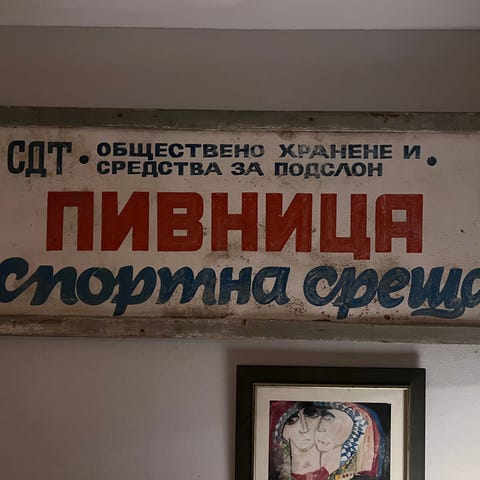 СДТ • ОБЩЕСТВЕНО ХРАНЕНЕ И •
СРЕДСТВА ЗА ПОДСЛОН
ПИВНИЦА
спортна среща